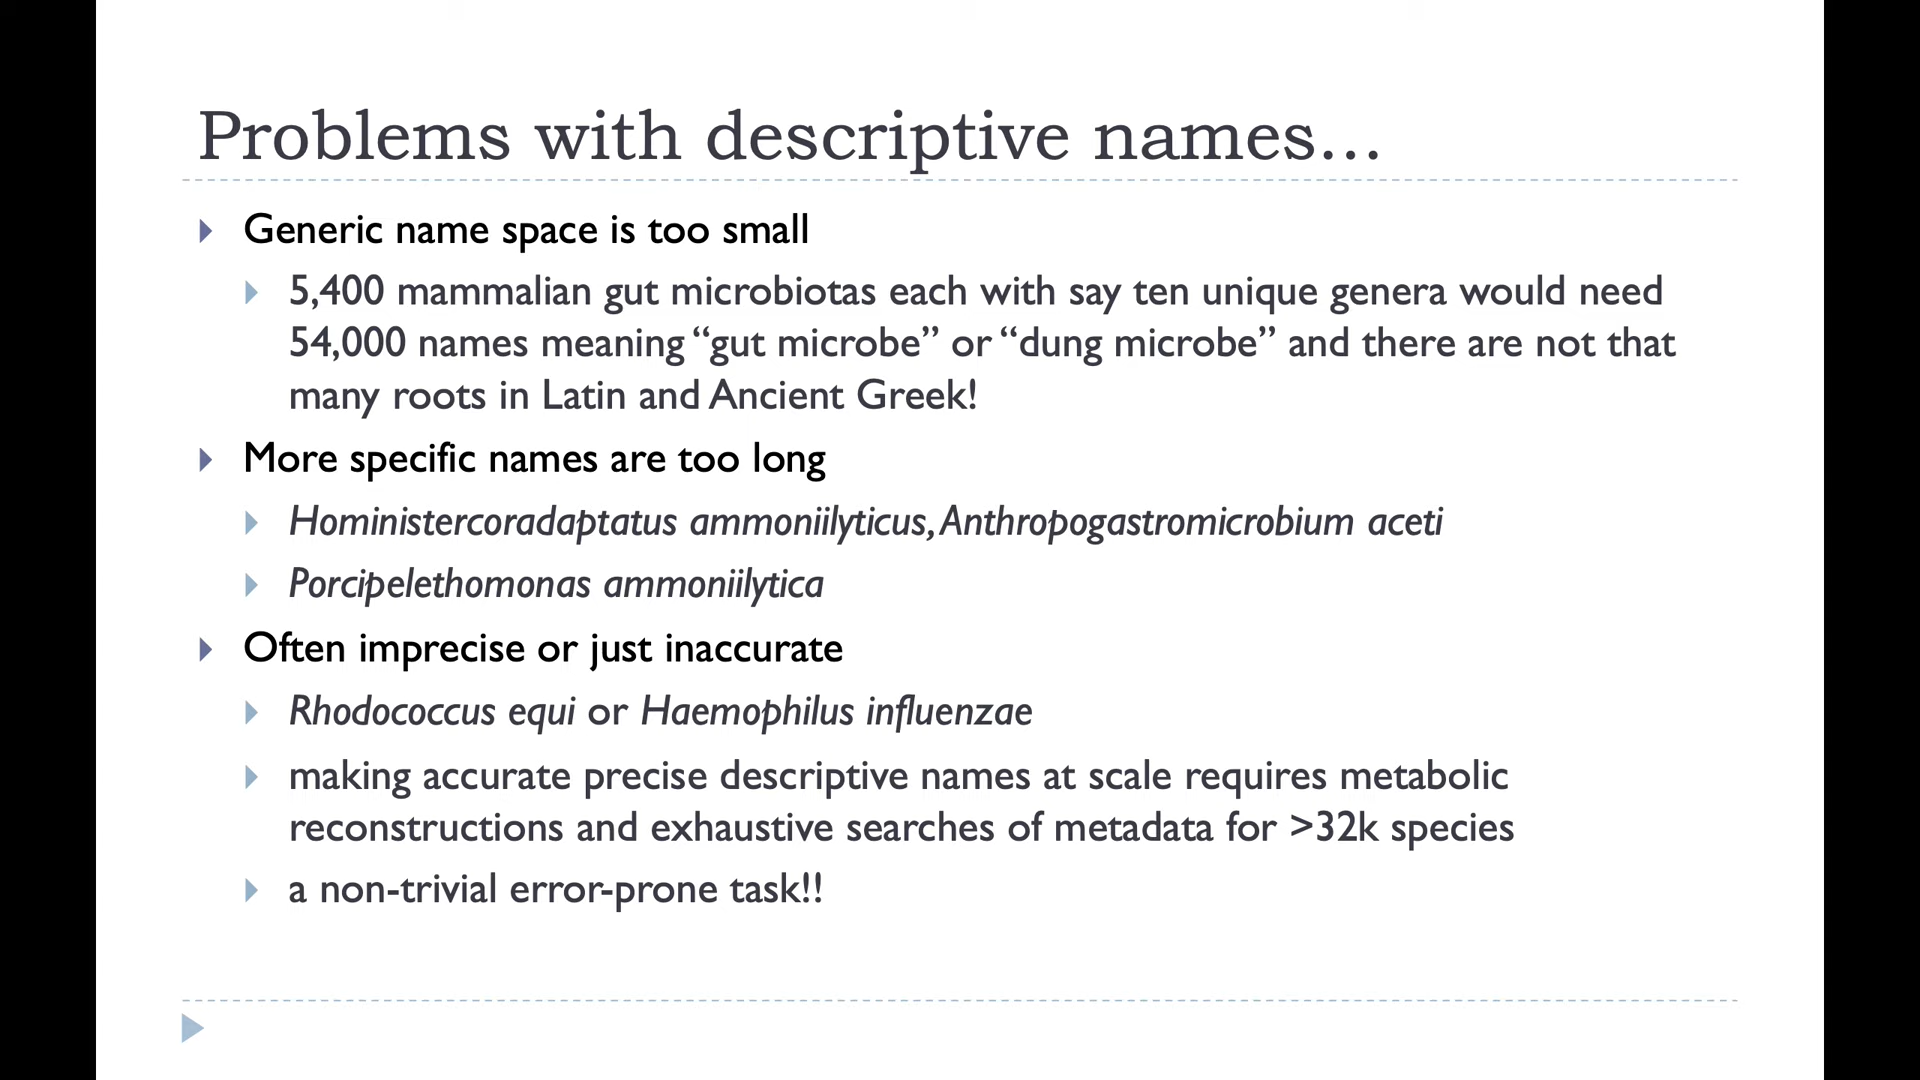 Problems with descriptive names…
Generic name space is too small
5,400 mammalian gut microbiotas each with say ten unique genera would need
54,000 names meaning “gut microbe” or “dung microbe” and there are not that
many roots in Latin and Ancient Greek!
More specific names are too long
Hoministercoradaptatus ammoniilyticus, Anthropogastromicrobium aceti
Porcipelethomonas ammoniilytica
Often imprecise or just inaccurate
Rhodococcus equi or Haemophilus influenzae
making accurate precise descriptive names at scale requires metabolic
reconstructions and exhaustive searches of metadata for >32k species
a non-trivial error-prone task!!